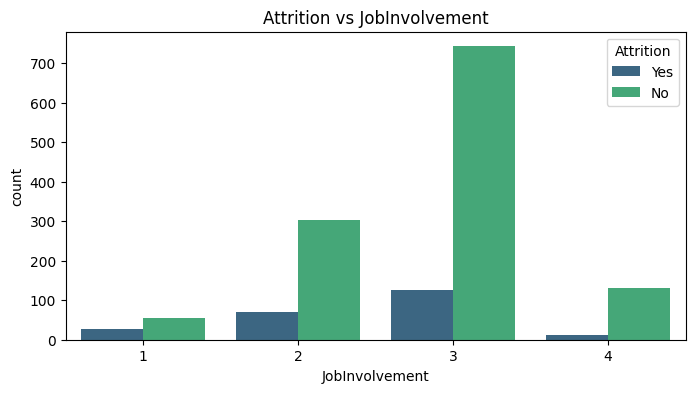 Attrition vs JobInvolvement
Attrition
Yes
No
700
600
500
400
300
200
100
0
count
1 2 3 4
JobInvolvement